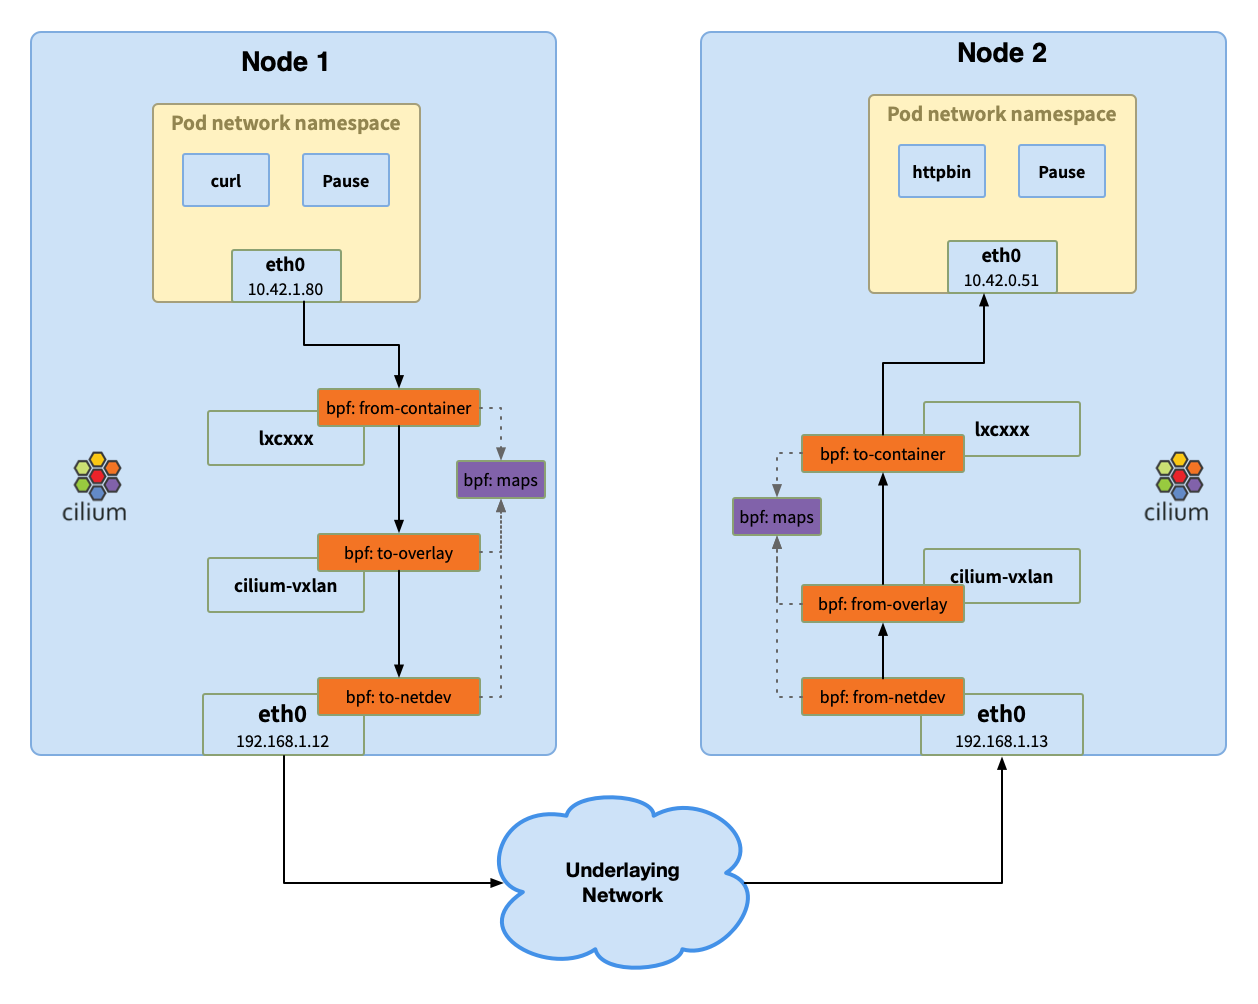 Node 1
Pod network namespace
curl
Pause
eth0
10.42.1.80
bpf: from-container
lxcxxx
bpf: maps
cilium
bpf: to-overlay
cilium-vxlan
bpf: to-netdev
eth0
192.168.1.12
Node 2
Pod network namespace
httpbin
Pause
eth0
10.42.0.51
lxcxxx
bpf: to-container
bpf: maps
cilium
cilium-vxlan
bpf: from-overlay
bpf: from-netdev
eth0
192.168.1.13
Underlaying
Network